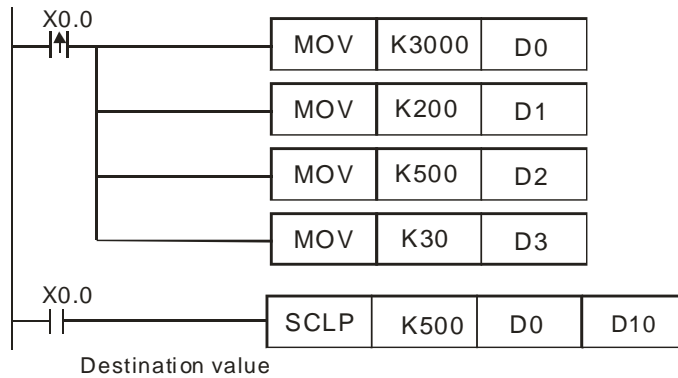 X0.0
MOV K3000 D0
MOV K200 D1
MOV K500 D2
MOV K30 D3
X0.0
SCLP K500 D0 D10
Destination value